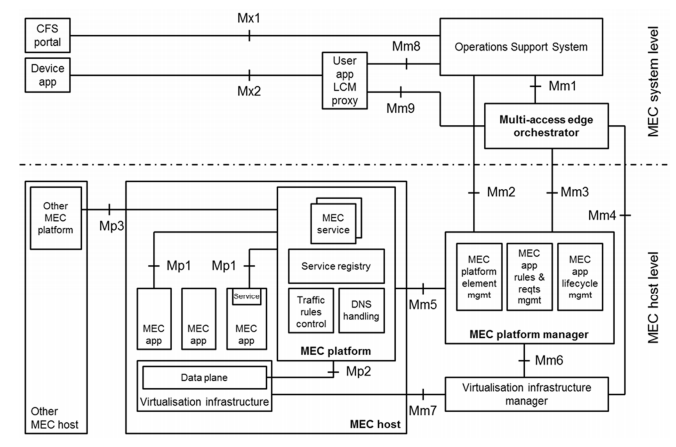 CFS
portal
Mx1
Operations Support System
Device
app
Mx2
User
app
LCM
proxy
Mm8
Mm9
Mm1
Multi-access edge
orchestrator
MEC system level
Mm2
Mm3
Mm4
Other
MEC
platform
Mp3
MEC
service
Mp1
Mp1
Service registry
Service
MEC
app
MEC
app
MEC
app
Traffic
rules
control
DNS
handling
MEC platform
Mm5
MEC
platform
element
mgmt
MEC
app
rules &
reqts
mgmt
MEC
app
lifecycle
mgmt
MEC platform manager
MEC host level
Mp2
Mm6
Data plane
Virtualisation infrastructure
Mm7
Virtualisation infrastructure
manager
Other
MEC host
MEC host